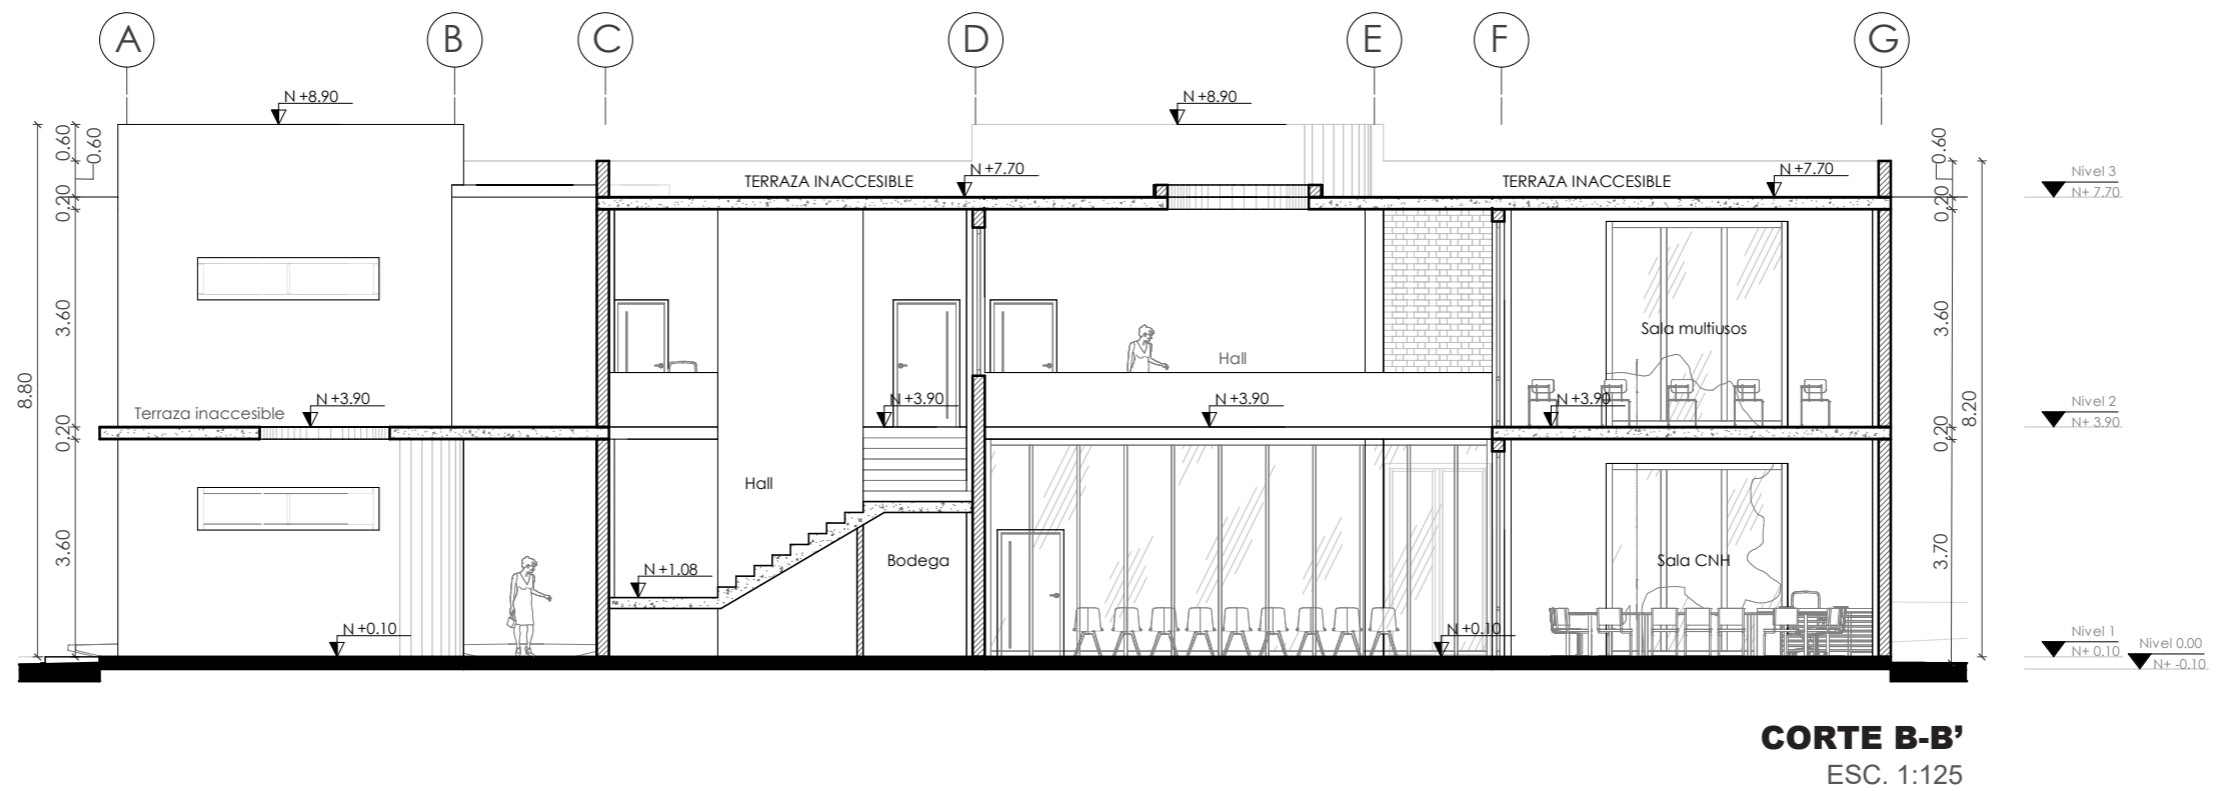 A B C D E F G
N +8.90 N +8.90
0.60 0.60 0.20 3.60 0.20 3.60
8.80
N +7.70 N +7.70
TERRAZA INACCESIBLE TERRAZA INACCESIBLE
0.60 0.20 3.60 0.20 3.70
8.20
Nivel 3
N+ 7.70
Sala multiusos
Hall
N +3.90 N +3.90 N +3.90 N +3.90
Terraza inaccesible
Nivel 2
N+ 3.90
Hall
Bodega
Sala CNH
N +1.08
N +0.10 N +0.10
Nivel 1
N+ 0.10
Nivel 0.00
N+ -0.10
CORTE B-B’
ESC. 1:125